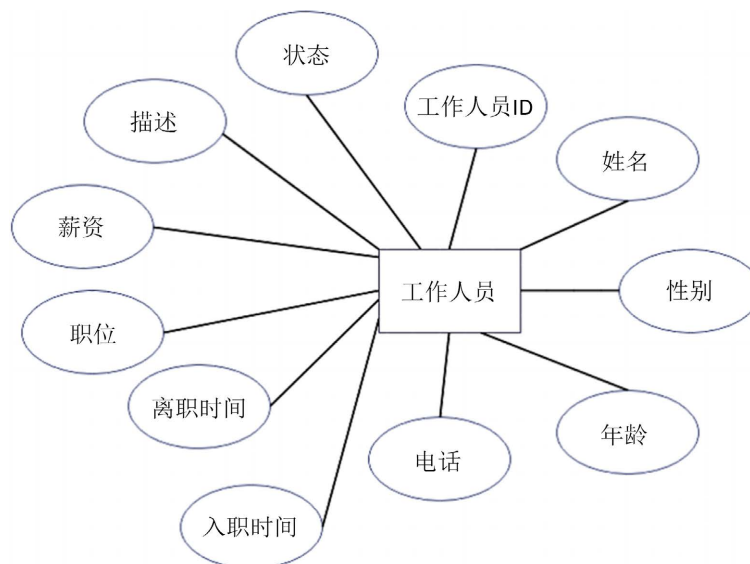 状态
工作人员ID
描述
姓名
薪资
工作人员
性别
职位
离职时间
电话
年龄
入职时间